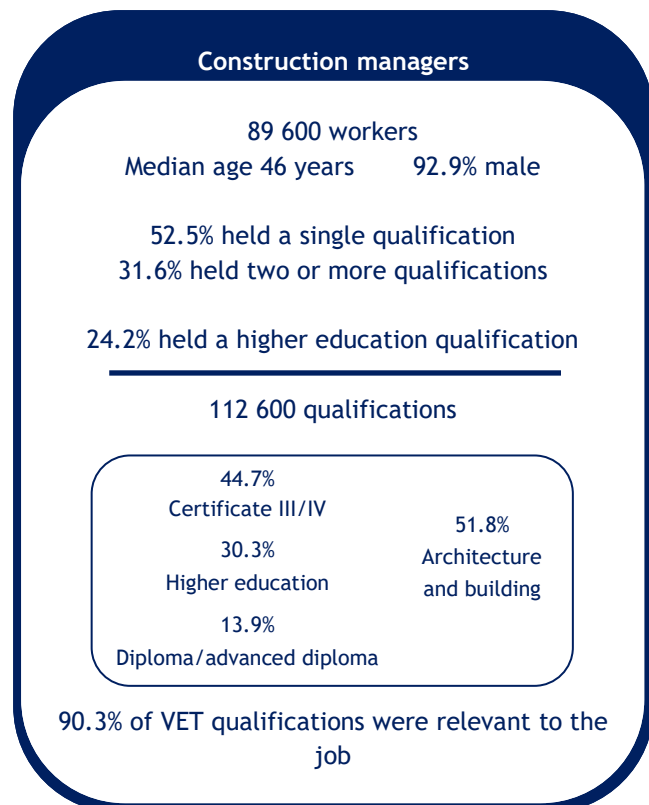 Construction managers
89 600 workers
Median age 46 years 92.9% male
52.5% held a single qualification
31.6% held two or more qualifications
24.2% held a higher education qualification
112 600 qualifications
44.7%
Certificate III/IV
30.3%
Higher education
13.9%
Diploma/advanced diploma
51.8%
Architecture
and building
90.3% of VET qualifications were relevant to the
job